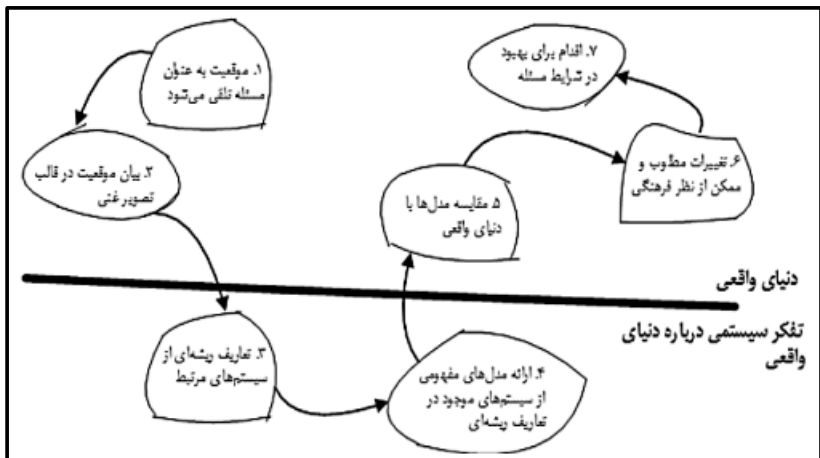 ۱. موقعیت به عنوان
مسئله تلقی می‌شود
۲. بیان موقعیت در قالب
تصویر غنی
۳. تعاریف ریشه‌ای از
سیستم‌های مرتبط
۴. ارائه مدل‌های مفهومی
از سیستم‌های موجود در
تعاریف ریشه‌ای
۵. مقایسه مدل‌ها با
دنیای واقعی
۶. تغییرات مطلوب و
ممکن از نظر فرهنگی
۷. اقدام برای بهبود
در شرایط مسئله
دنیای واقعی
تفکر سیستمی درباره دنیای
واقعی